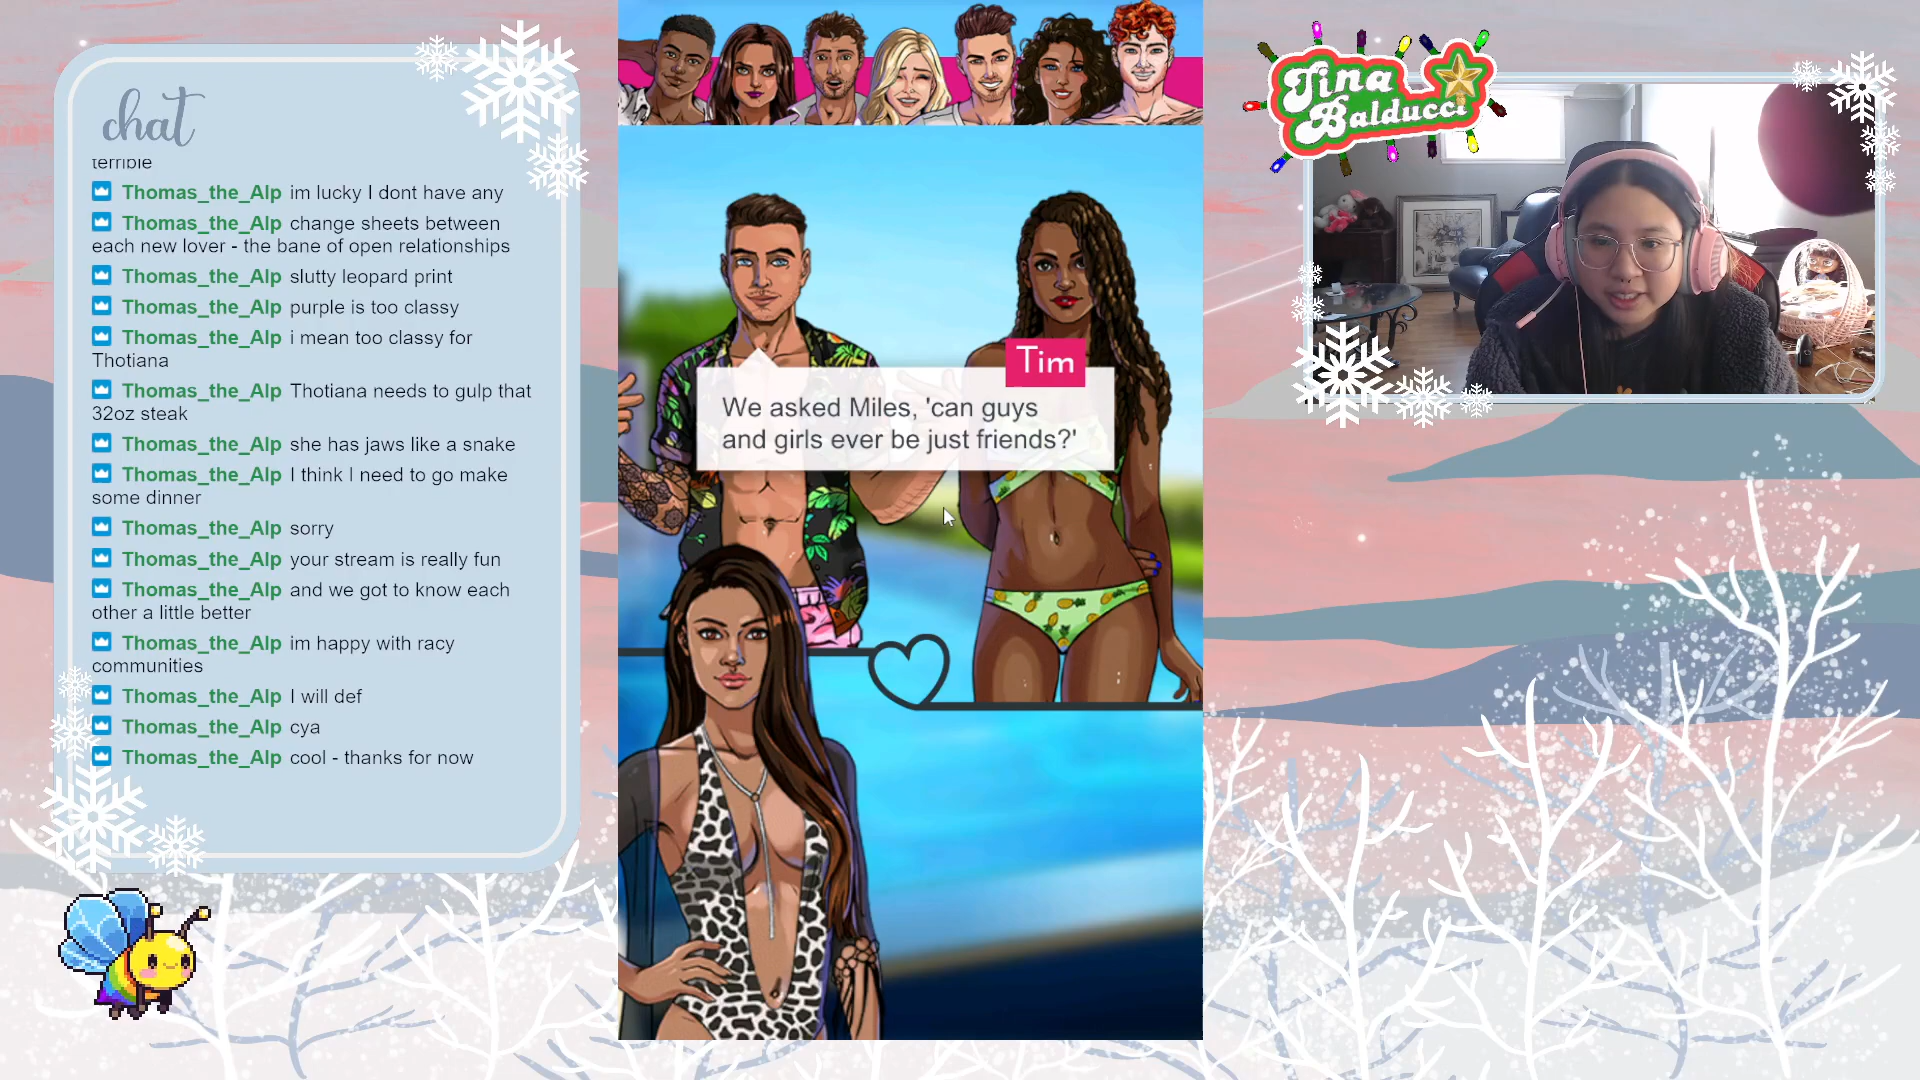 chat
terrible
Thomas_the_Alp im lucky I dont have any
Thomas_the_Alp change sheets between
each new lover - the bane of open relationships
Thomas_the_Alp slutty leopard print
Thomas_the_Alp purple is too classy
Thomas_the_Alp i mean too classy for
Thotiana
Thomas_the_Alp Thotiana needs to gulp that
32oz steak
Thomas_the_Alp she has jaws like a snake
Thomas_the_Alp I think I need to go make
some dinner
Thomas_the_Alp sorry
Thomas_the_Alp your stream is really fun
Thomas_the_Alp and we got to know each
other a little better
Thomas_the_Alp im happy with racy
communities
Thomas_the_Alp I will def
Thomas_the_Alp cya
Thomas_the_Alp cool - thanks for now
Tim
We asked Miles, 'can guys
and girls ever be just friends?'
Tina
Balducci